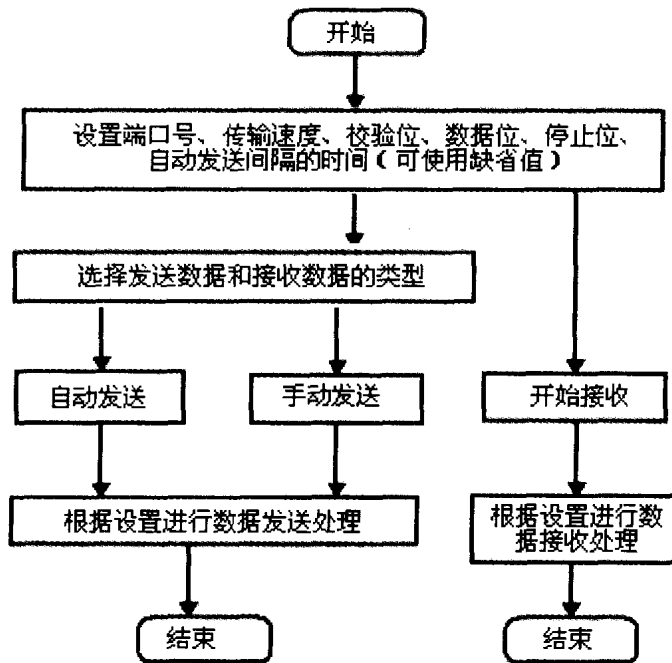 开始
设置端口号、传输速度、校验位、数据位、停止位、
自动发送间隔的时间(可使用缺省值)
选择发送数据和接收数据的类型
自动发送
手动发送
开始接收
根据设置进行数据发送处理
根据设置进行数
据接收处理
结束
结束